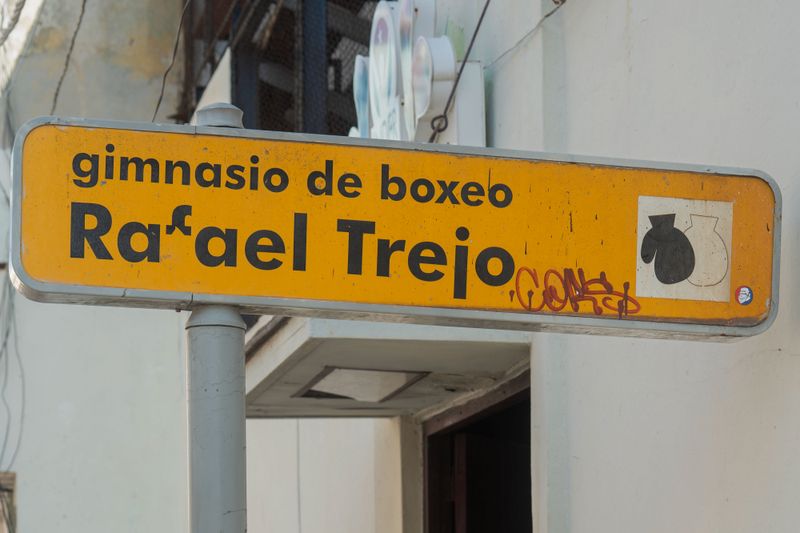 gimnasio de boxeo
Rafael Trejo